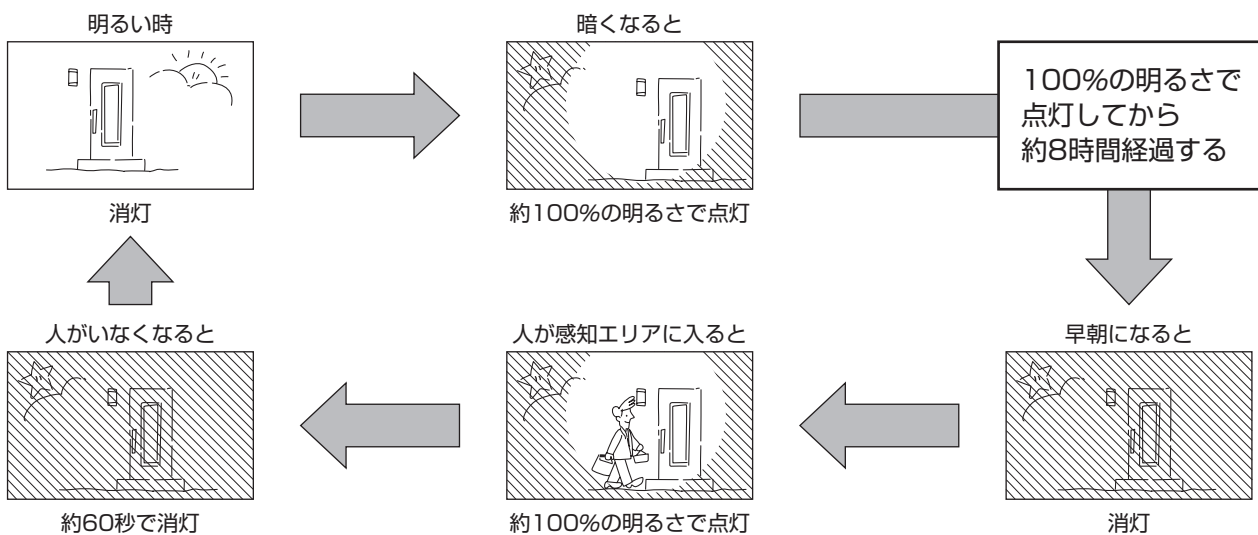 明るい時
消灯
暗くなると
約100%の明るさで点灯
100%の明るさで
点灯してから
約8時間経過する
早朝になると
消灯
人が感知エリアに入ると
約100%の明るさで点灯
人がいなくなると
約60秒で消灯